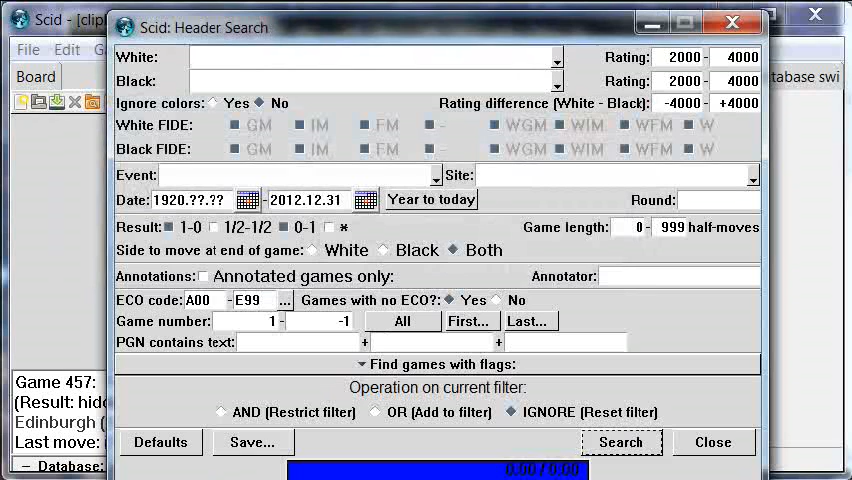 Scid - [clip
Scid: Header Search
File Edit G
Board
tabase swi
White: Rating: 2000 - 4000
Black: Rating: 2000 - 4000
Ignore colors: Yes No Rating difference (White - Black): -4000 - +4000
White FIDE: GM IM FM - WGM WIM WFM W
Black FIDE: GM IM FM - WGM WIM WFM W
Event: Site:
Date: 1920.??.?? - 2012.12.31 Year to today Round:
Result: 1-0 1/2-1/2 0-1 * Game length: 0 - 999 half-moves
Side to move at end of game: White Black Both
Annotations: Annotated games only: Annotator:
ECO code: A00 - E99 ... Games with no ECO?: Yes No
Game number: 1 - -1 All First... Last...
PGN contains text: + +
Find games with flags:
Operation on current filter:
AND (Restrict filter) OR (Add to filter) IGNORE (Reset filter)
Defaults Save... Search Close
0.00 / 0.00
Game 457:
(Result: hidd
Edinburgh (
Last move:
Database: